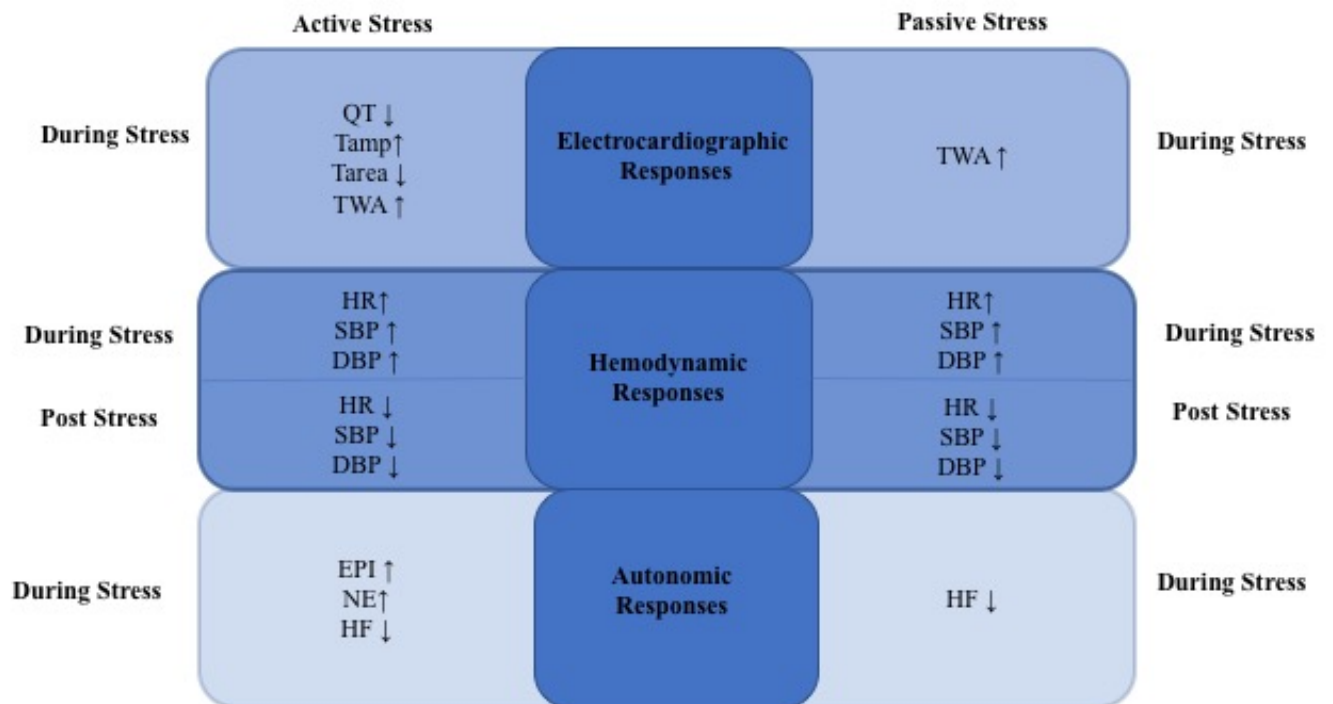 Active Stress
Passive Stress
During Stress
QT ↓
Tamp↑
Tarea ↓
TWA ↑
Electrocardiographic
Responses
TWA ↑
During Stress
During Stress
HR↑
SBP ↑
DBP ↑
Post Stress
HR ↓
SBP ↓
DBP ↓
Hemodynamic
Responses
HR↑
SBP ↑
DBP ↑
During Stress
HR ↓
SBP ↓
DBP ↓
Post Stress
During Stress
EPI ↑
NE↑
HF ↓
Autonomic
Responses
HF ↓
During Stress